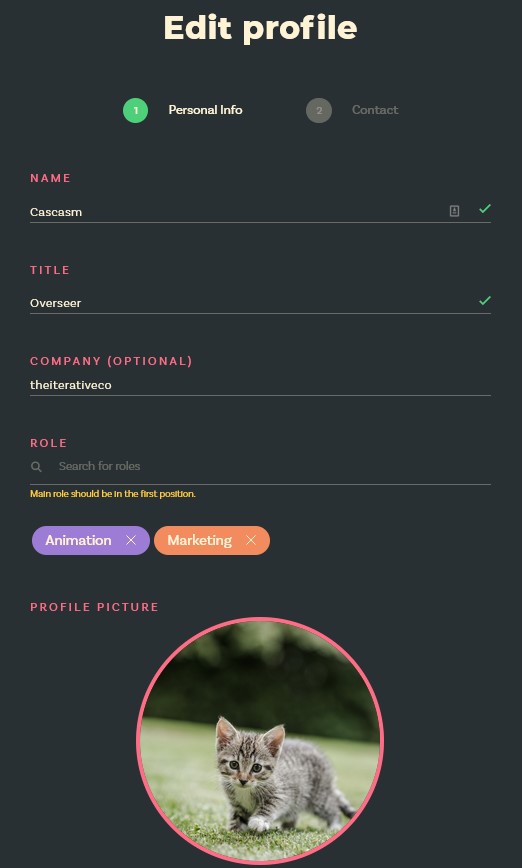 Edit profile
1 Personal Info 2 Contact
NAME
Cascasm
TITLE
Overseer
COMPANY (OPTIONAL)
theiterativeco
ROLE
Search for roles
Main role should be in the first position.
Animation Marketing
PROFILE PICTURE